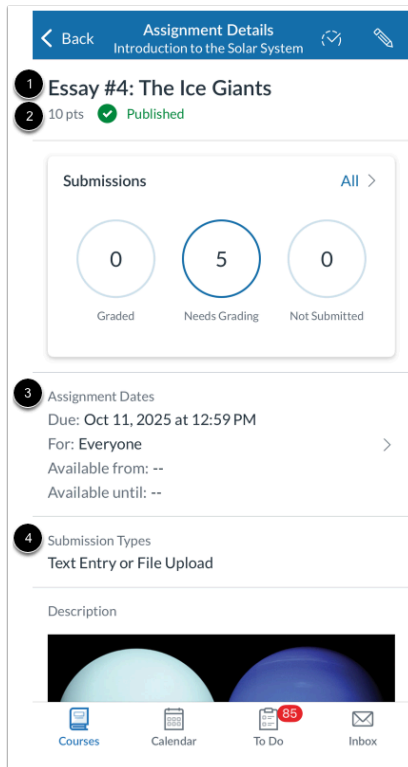 Back
Assignment Details
Introduction to the Solar System
1
Essay #4: The Ice Giants
2
10 pts Published
Submissions All
0 5 0
Graded Needs Grading Not Submitted
3
Assignment Dates
Due: Oct 11, 2025 at 12:59 PM
For: Everyone
Available from: --
Available until: --
4
Submission Types
Text Entry or File Upload
Description
85
Courses Calendar To Do Inbox